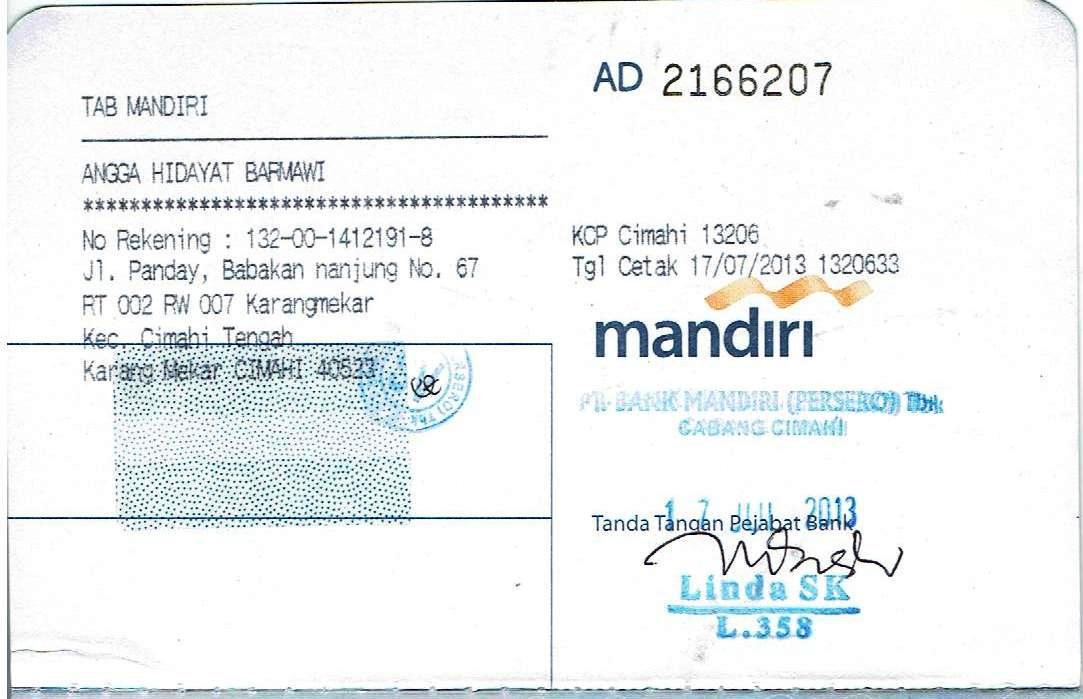 AD 2166207
TAB MANDIRI
ANGGA HIDAYAT BARMAWI
*****************************************
No Rekening : 132-00-1412191-8
Jl. Panday, Babakan nanjung No. 67
RT 002 RW 007 Karangmekar
Kec. Cimahi Tengah
Karang Mekar CIMAHI 40523
KCP Cimahi 13206
Tgl Cetak 17/07/2013 1320633
mandiri
PT. BANK MANDIRI (PERSERO) Tbk
CABANG CIMAHI
17 JUL 2013
Tanda Tangan Pejabat Bank
Linda SK
L.358